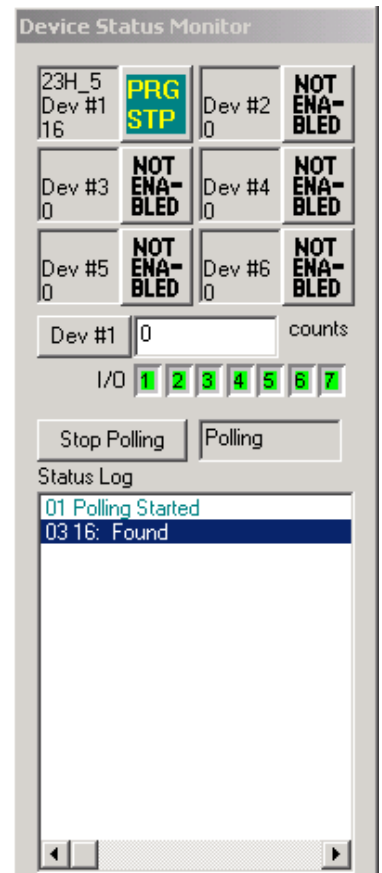 Device Status Monitor
23H_5
Dev #1
16
PRG
STP
Dev #2
0
NOT
ENA-
BLED
Dev #3
0
NOT
ENA-
BLED
Dev #4
0
NOT
ENA-
BLED
Dev #5
0
NOT
ENA-
BLED
Dev #6
0
NOT
ENA-
BLED
Dev #1 0 counts
I/O 1 2 3 4 5 6 7
Stop Polling Polling
Status Log
01 Polling Started
03 16:  Found